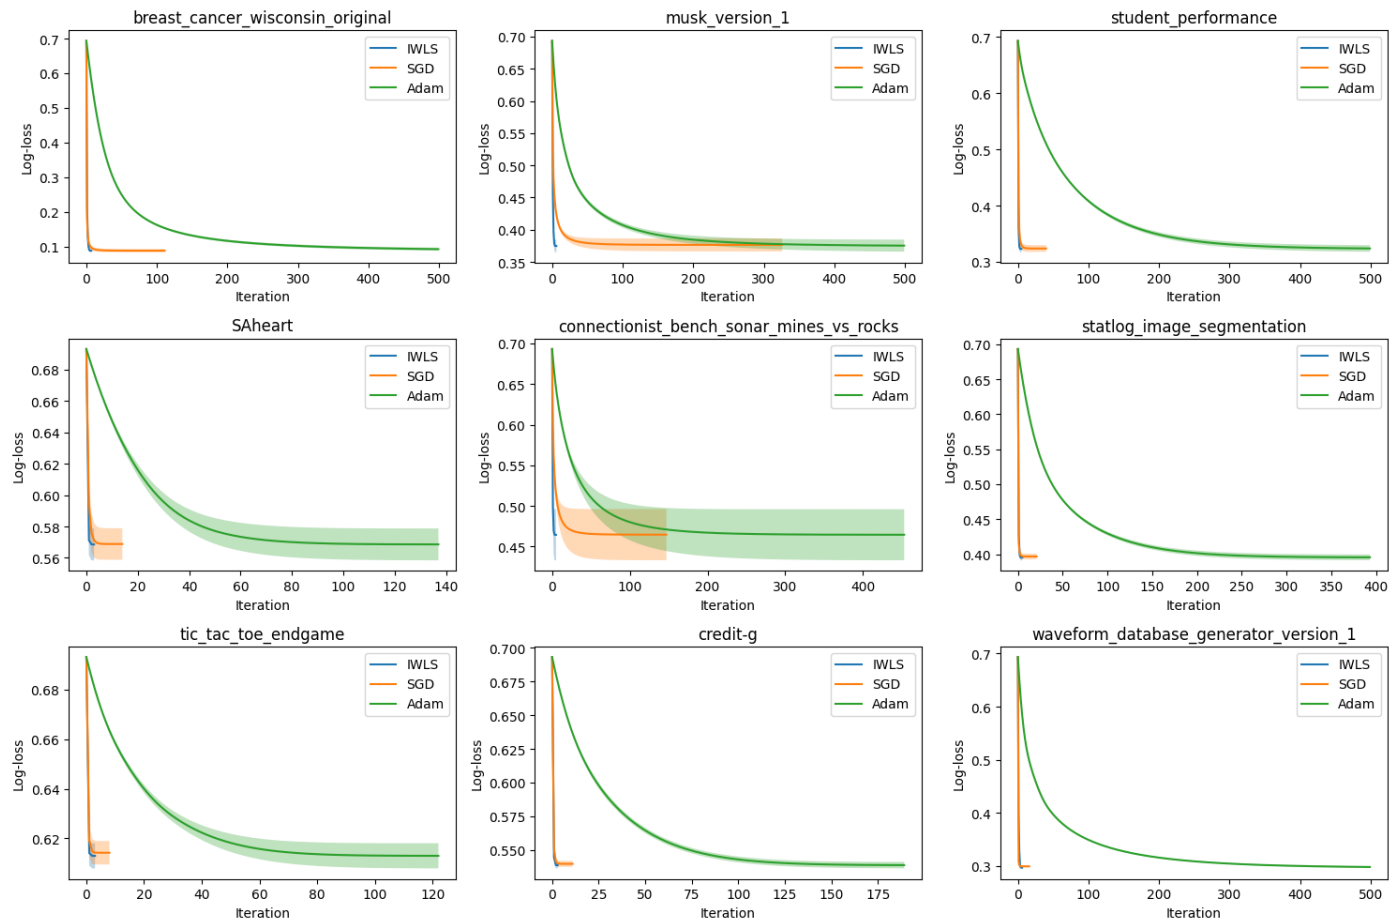 breast_cancer_wisconsin_original
0.7
0.6
0.5
0.4
0.3
0.2
0.1
Log-loss
0 100 200 300 400 500
Iteration
IWLS
SGD
Adam
musk_version_1
0.70
0.65
0.60
0.55
0.50
0.45
0.40
0.35
Log-loss
0 100 200 300 400 500
Iteration
IWLS
SGD
Adam
student_performance
0.7
0.6
0.5
0.4
0.3
Log-loss
0 100 200 300 400 500
Iteration
IWLS
SGD
Adam
SAheart
0.68
0.66
0.64
0.62
0.60
0.58
0.56
Log-loss
0 20 40 60 80 100 120 140
Iteration
IWLS
SGD
Adam
connectionist_bench_sonar_mines_vs_rocks
0.70
0.65
0.60
0.55
0.50
0.45
Log-loss
0 100 200 300 400
Iteration
IWLS
SGD
Adam
statlog_image_segmentation
0.70
0.65
0.60
0.55
0.50
0.45
0.40
Log-loss
0 50 100 150 200 250 300 350 400
Iteration
IWLS
SGD
Adam
tic_tac_toe_endgame
0.68
0.66
0.64
0.62
Log-loss
0 20 40 60 80 100 120
Iteration
IWLS
SGD
Adam
credit-g
0.700
0.675
0.650
0.625
0.600
0.575
0.550
Log-loss
0 25 50 75 100 125 150 175
Iteration
IWLS
SGD
Adam
waveform_database_generator_version_1
0.7
0.6
0.5
0.4
0.3
Log-loss
0 100 200 300 400 500
Iteration
IWLS
SGD
Adam